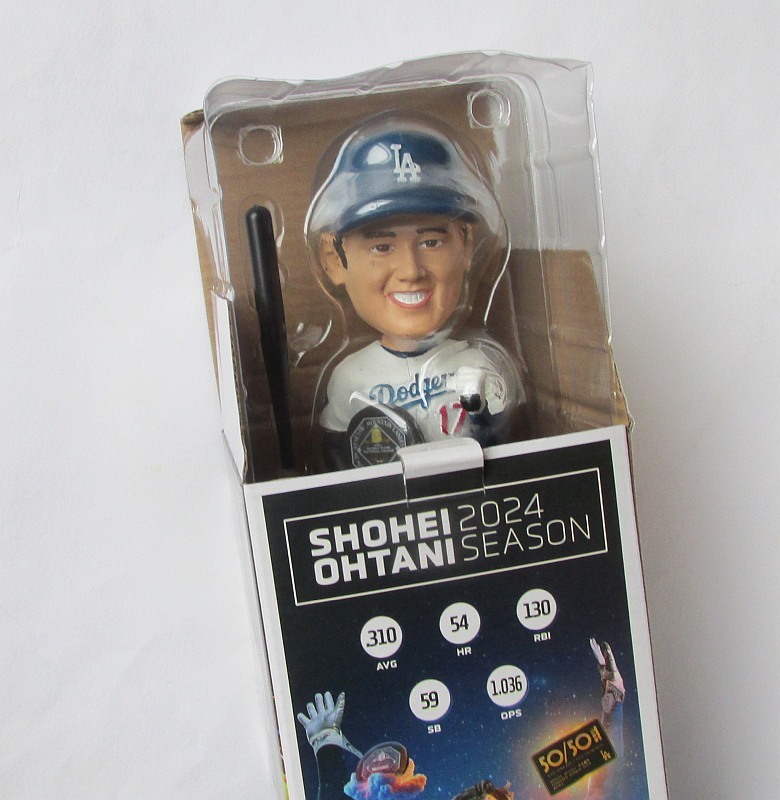 LA
Dodgers
17
SHOHEI 2024
OHTANI SEASON
.310
AVG
54
HR
130
RBI
59
SB
1.036
OPS
50/50
LA